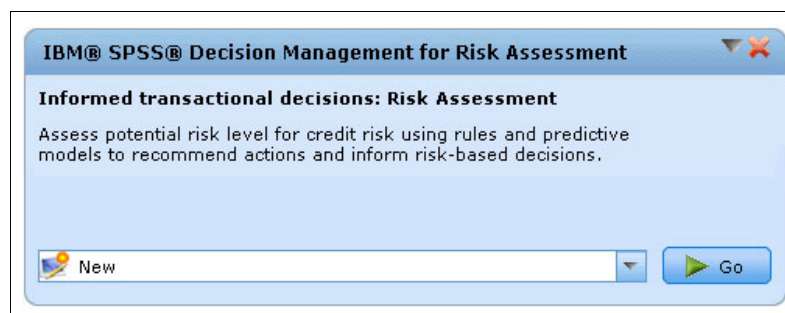 IBM® SPSS® Decision Management for Risk Assessment
Informed transactional decisions: Risk Assessment
Assess potential risk level for credit risk using rules and predictive
models to recommend actions and inform risk-based decisions.
New
Go